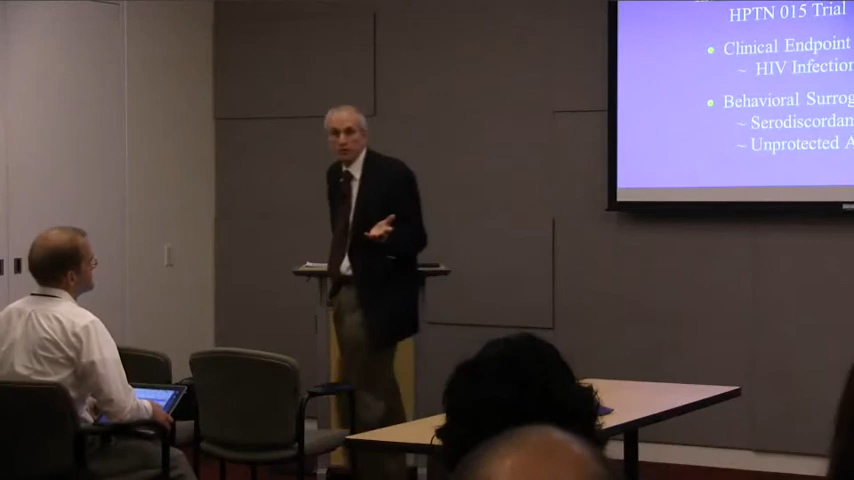 HPTN 015 Trial
Clinical Endpoint
~ HIV Infection
Behavioral Surrog
~ Serodiscordan
~ Unprotected A